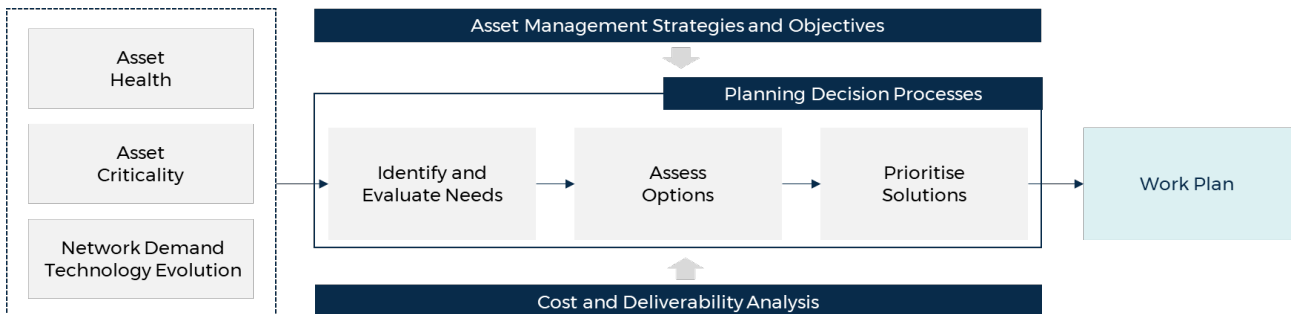 Asset Management Strategies and Objectives
Asset
Health
Planning Decision Processes
Asset
Criticality
Identify and
Evaluate Needs
Assess
Options
Prioritise
Solutions
Work Plan
Network Demand
Technology Evolution
Cost and Deliverability Analysis